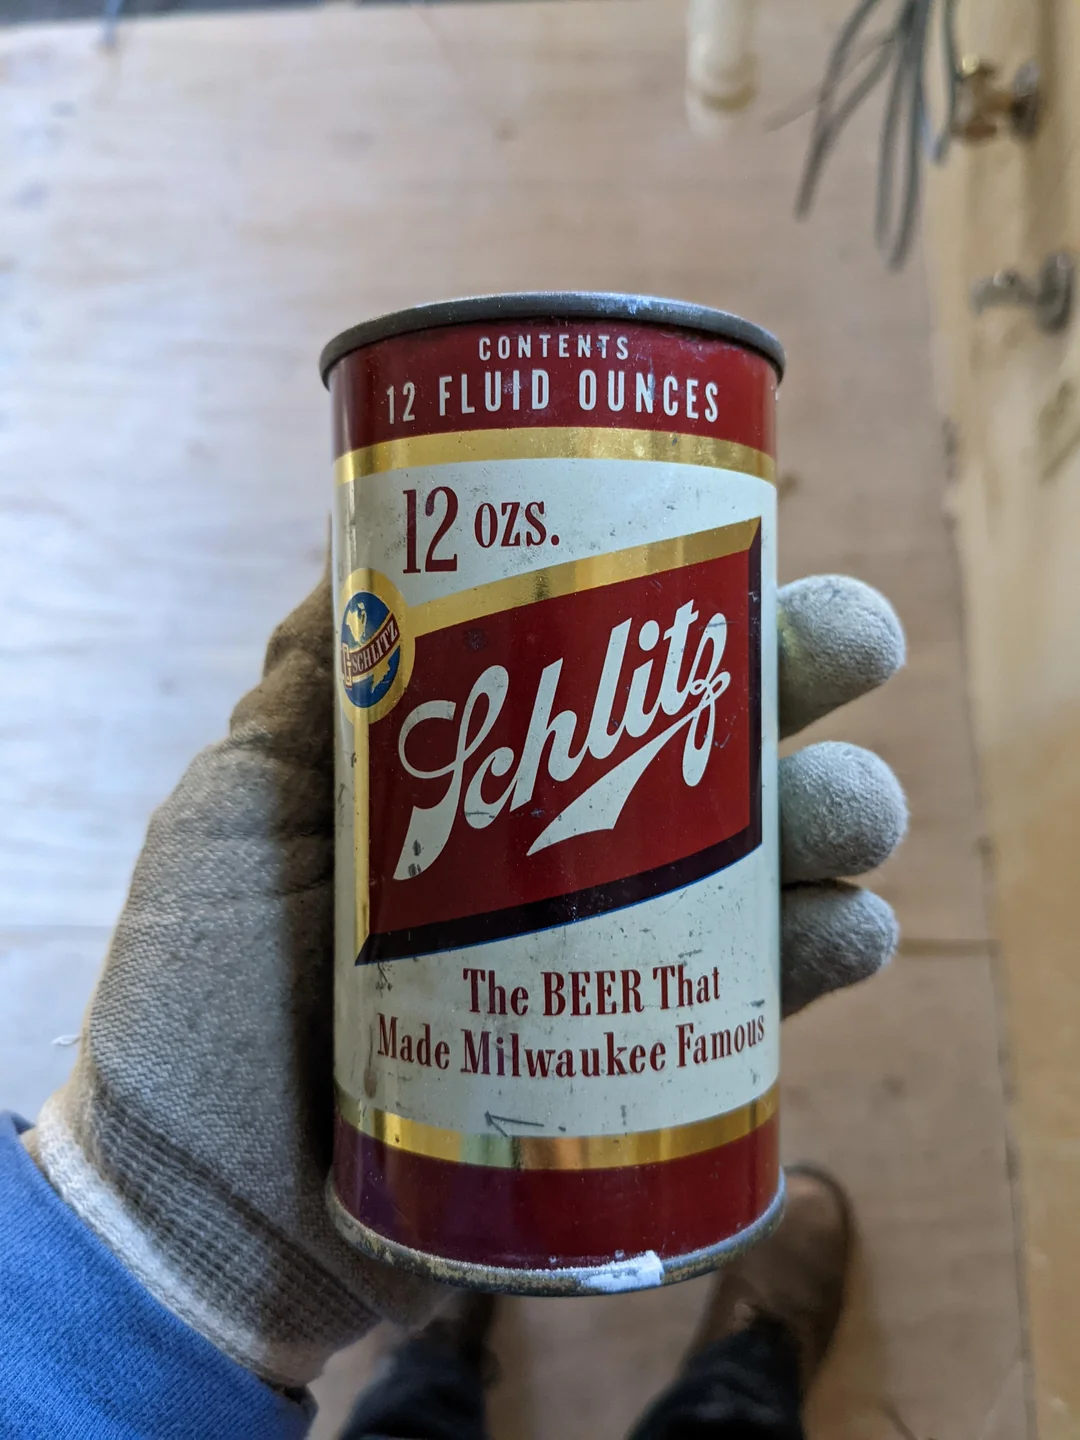 CONTENTS
12 FLUID OUNCES
12 ozs.
SCHLITZ
Schlitz
The BEER That
Made Milwaukee Famous